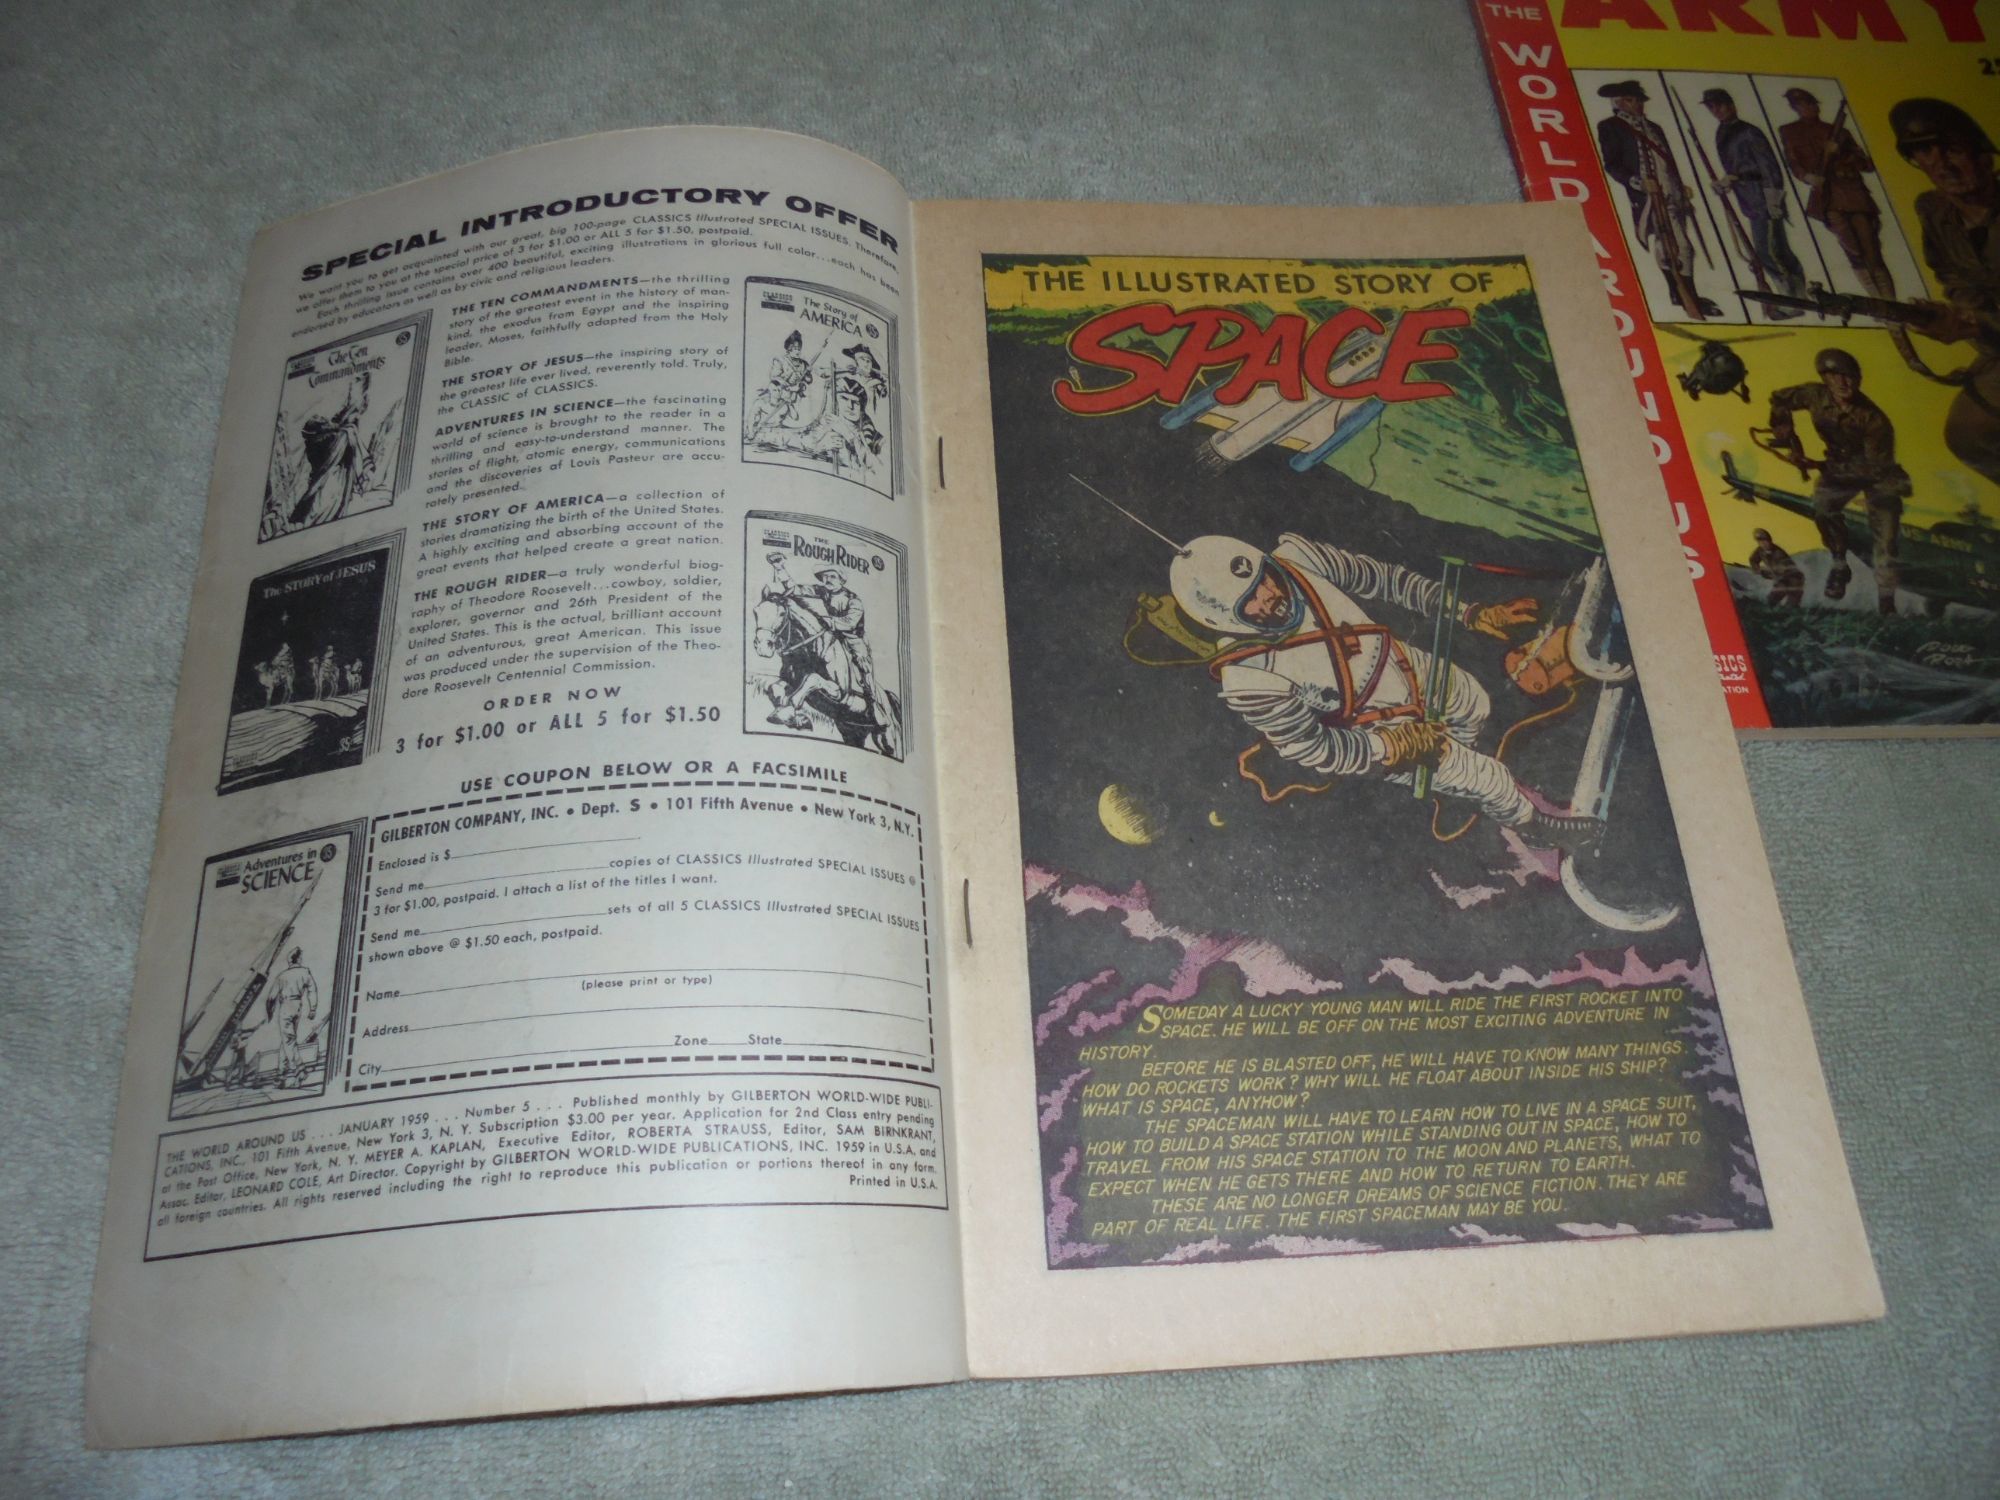 SPECIAL INTRODUCTORY OFFER
We want you to get acquainted with our great, big 100-page CLASSICS Illustrated SPECIAL ISSUES. Therefore,
we offer them to you at the special price of 3 for $1.00 or ALL 5 for $1.50, postpaid.
Each thrilling issue contains over 400 beautiful, exciting illustrations in glorious full color...each has been
endorsed by educators as well as by civic and religious leaders.
The Ten
Commandments
35
THE TEN COMMANDMENTS—the thrilling
story of the greatest event in the history of man-
kind, the exodus from Egypt and the inspiring
leader, Moses, faithfully adapted from the Holy
Bible.
THE STORY OF JESUS—the inspiring story of
the greatest life ever lived, reverently told. Truly,
the CLASSIC of CLASSICS.
ADVENTURES IN SCIENCE—the fascinating
world of science is brought to the reader in a
thrilling and easy-to-understand manner. The
stories of flight, atomic energy, communications
and the discoveries af Louis Pasteur are accu-
rately presented.
THE STORY OF AMERICA—a collection of
stories dramatizing the birth of the United States.
A highly exciting and absorbing account of the
great events that helped create a great nation.
THE ROUGH RIDER—a truly wonderful biog-
raphy of Theodore Roosevelt...cowboy, soldier,
explorer, governor and 26th President of the
United States. This is the actual, brilliant account
of an adventurous, great American. This issue
was produced under the supervision of the Theo-
dore Roosevelt Centennial Commission.
CLASSICS
The Story of
AMERICA
35
The STORY of JESUS
35
CLASSICS
THE
ROUGH RIDER
35
ORDER NOW
3 for $1.00 or ALL 5 for $1.50
Adventures in
SCIENCE
35
USE COUPON BELOW OR A FACSIMILE
GILBERTON COMPANY, INC. • Dept. S • 101 Fifth Avenue • New York 3, N.Y.
Enclosed is $
Send me copies of CLASSICS Illustrated SPECIAL ISSUES @
3 for $1.00, postpaid. I attach a list of the titles I want.
Send me sets of all 5 CLASSICS Illustrated SPECIAL ISSUES
shown above @ $1.50 each, postpaid.
Name
(please print or type)
Address
City Zone State
THE WORLD AROUND US . . . JANUARY 1959 . . . Number 5 . . . Published monthly by GILBERTON WORLD-WIDE PUBLI-
CATIONS, INC., 101 Fifth Avenue, New York 3, N. Y. Subscription $3.00 per year. Application for 2nd Class entry pending
at the Post Office, New York, N. Y. MEYER A. KAPLAN, Executive Editor, ROBERTA STRAUSS, Editor, SAM BIRNKRANT,
Assoc. Editor, LEONARD COLE, Art Director. Copyright by GILBERTON WORLD-WIDE PUBLICATIONS, INC. 1959 in U.S.A. and
all foreign countries. All rights reserved including the right to reproduce this publication or portions thereof in any form.
Printed in U.S.A.
THE ILLUSTRATED STORY OF
SPACE
SOMEDAY A LUCKY YOUNG MAN WILL RIDE THE FIRST ROCKET INTO
SPACE. HE WILL BE OFF ON THE MOST EXCITING ADVENTURE IN
HISTORY.
BEFORE HE IS BLASTED OFF, HE WILL HAVE TO KNOW MANY THINGS.
HOW DO ROCKETS WORK? WHY WILL HE FLOAT ABOUT INSIDE HIS SHIP?
WHAT IS SPACE, ANYHOW?
THE SPACEMAN WILL HAVE TO LEARN HOW TO LIVE IN A SPACE SUIT,
HOW TO BUILD A SPACE STATION WHILE STANDING OUT IN SPACE, HOW TO
TRAVEL FROM HIS SPACE STATION TO THE MOON AND PLANETS, WHAT TO
EXPECT WHEN HE GETS THERE AND HOW TO RETURN TO EARTH.
THESE ARE NO LONGER DREAMS OF SCIENCE FICTION. THEY ARE
PART OF REAL LIFE. THE FIRST SPACEMAN MAY BE YOU.
THE WORLD AROUND US
ARMY
US ARMY